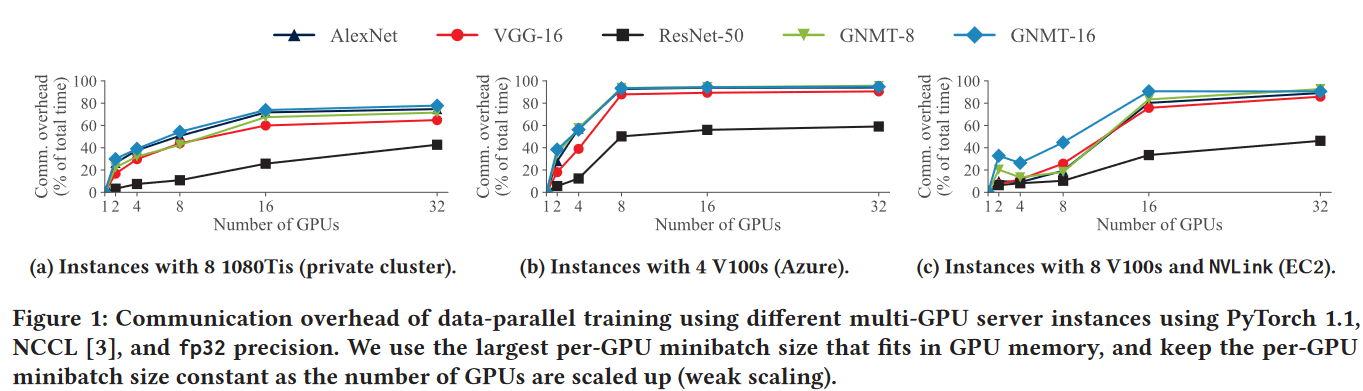 AlexNet VGG-16 ResNet-50 GNMT-8 GNMT-16
Comm. overhead
(% of total time)
100
80
60
40
20
0
1 2 4 8 16 32
Number of GPUs
(a) Instances with 8 1080Tis (private cluster).
Comm. overhead
(% of total time)
100
80
60
40
20
0
1 2 4 8 16 32
Number of GPUs
(b) Instances with 4 V100s (Azure).
Comm. overhead
(% of total time)
100
80
60
40
20
0
1 2 4 8 16 32
Number of GPUs
(c) Instances with 8 V100s and NVLink (EC2).
Figure 1: Communication overhead of data-parallel training using different multi-GPU server instances using PyTorch 1.1,
NCCL [3], and fp32 precision. We use the largest per-GPU minibatch size that fits in GPU memory, and keep the per-GPU
minibatch size constant as the number of GPUs are scaled up (weak scaling).